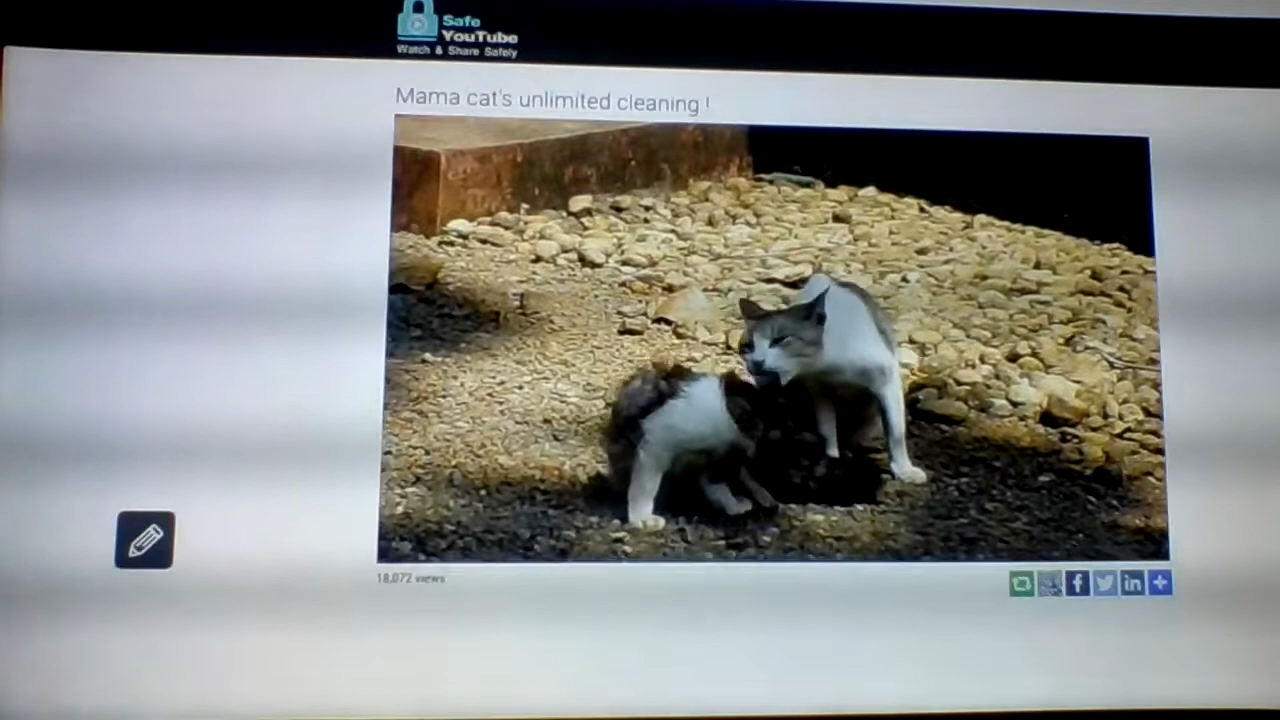 Safe
YouTube
Watch & Share Safely
Mama cat's unlimited cleaning !
18,072 views